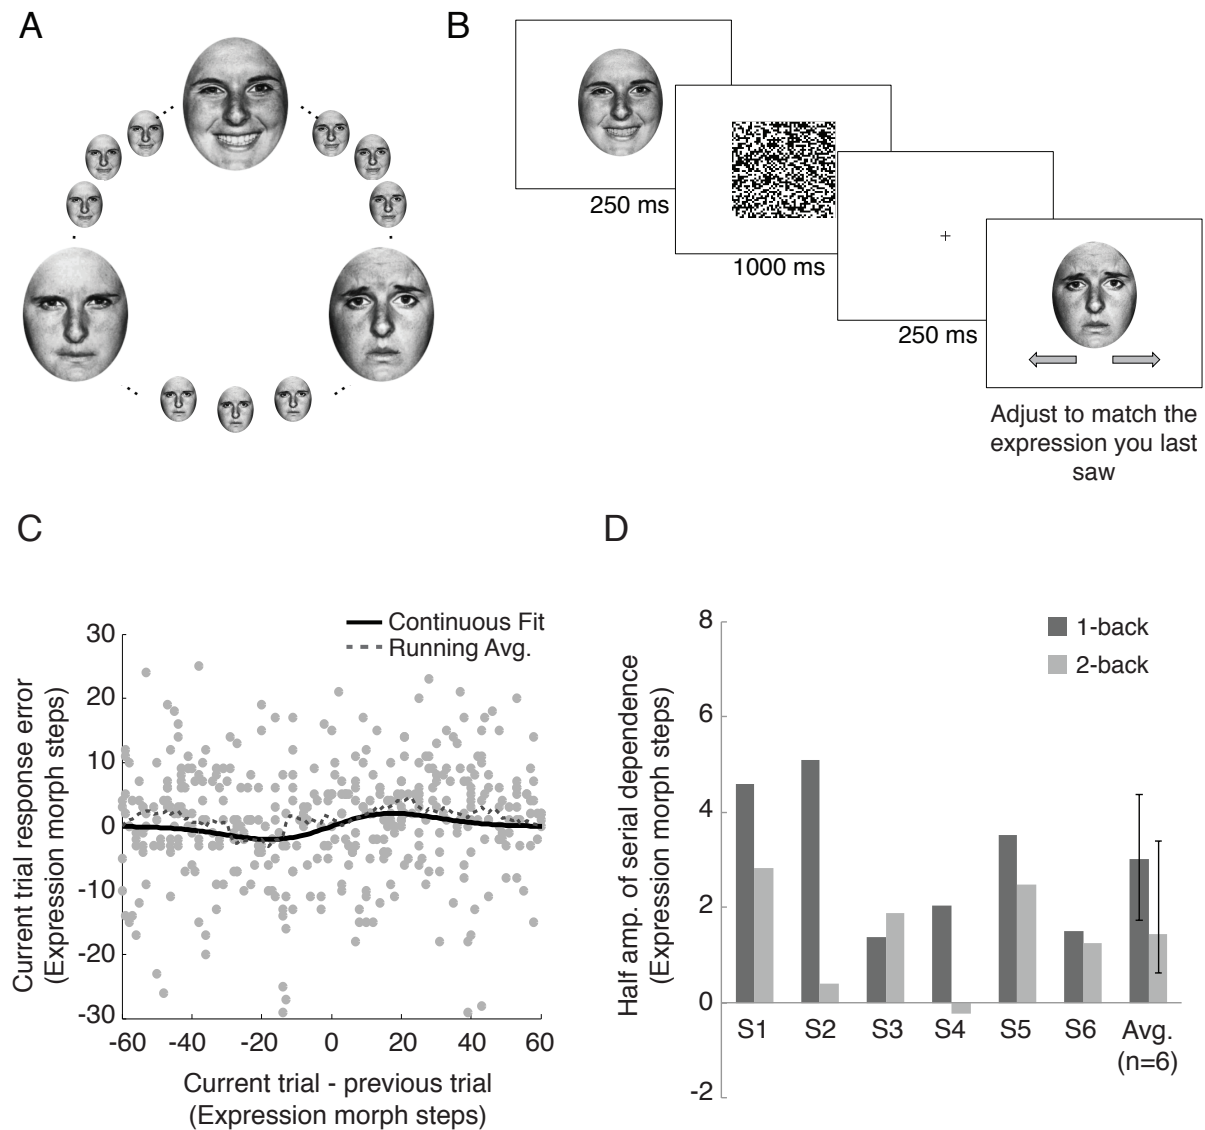 A
B
250 ms
1000 ms
250 ms
Adjust to match the
expression you last
saw
C
Continuous Fit
Running Avg.
Current trial response error
(Expression morph steps)
30
20
10
0
-10
-20
-30
-60
-40
-20
0
20
40
60
Current trial - previous trial
(Expression morph steps)
D
1-back
2-back
Half amp. of serial dependence
(Expression morph steps)
8
6
4
2
0
-2
S1
S2
S3
S4
S5
S6
Avg.
(n=6)